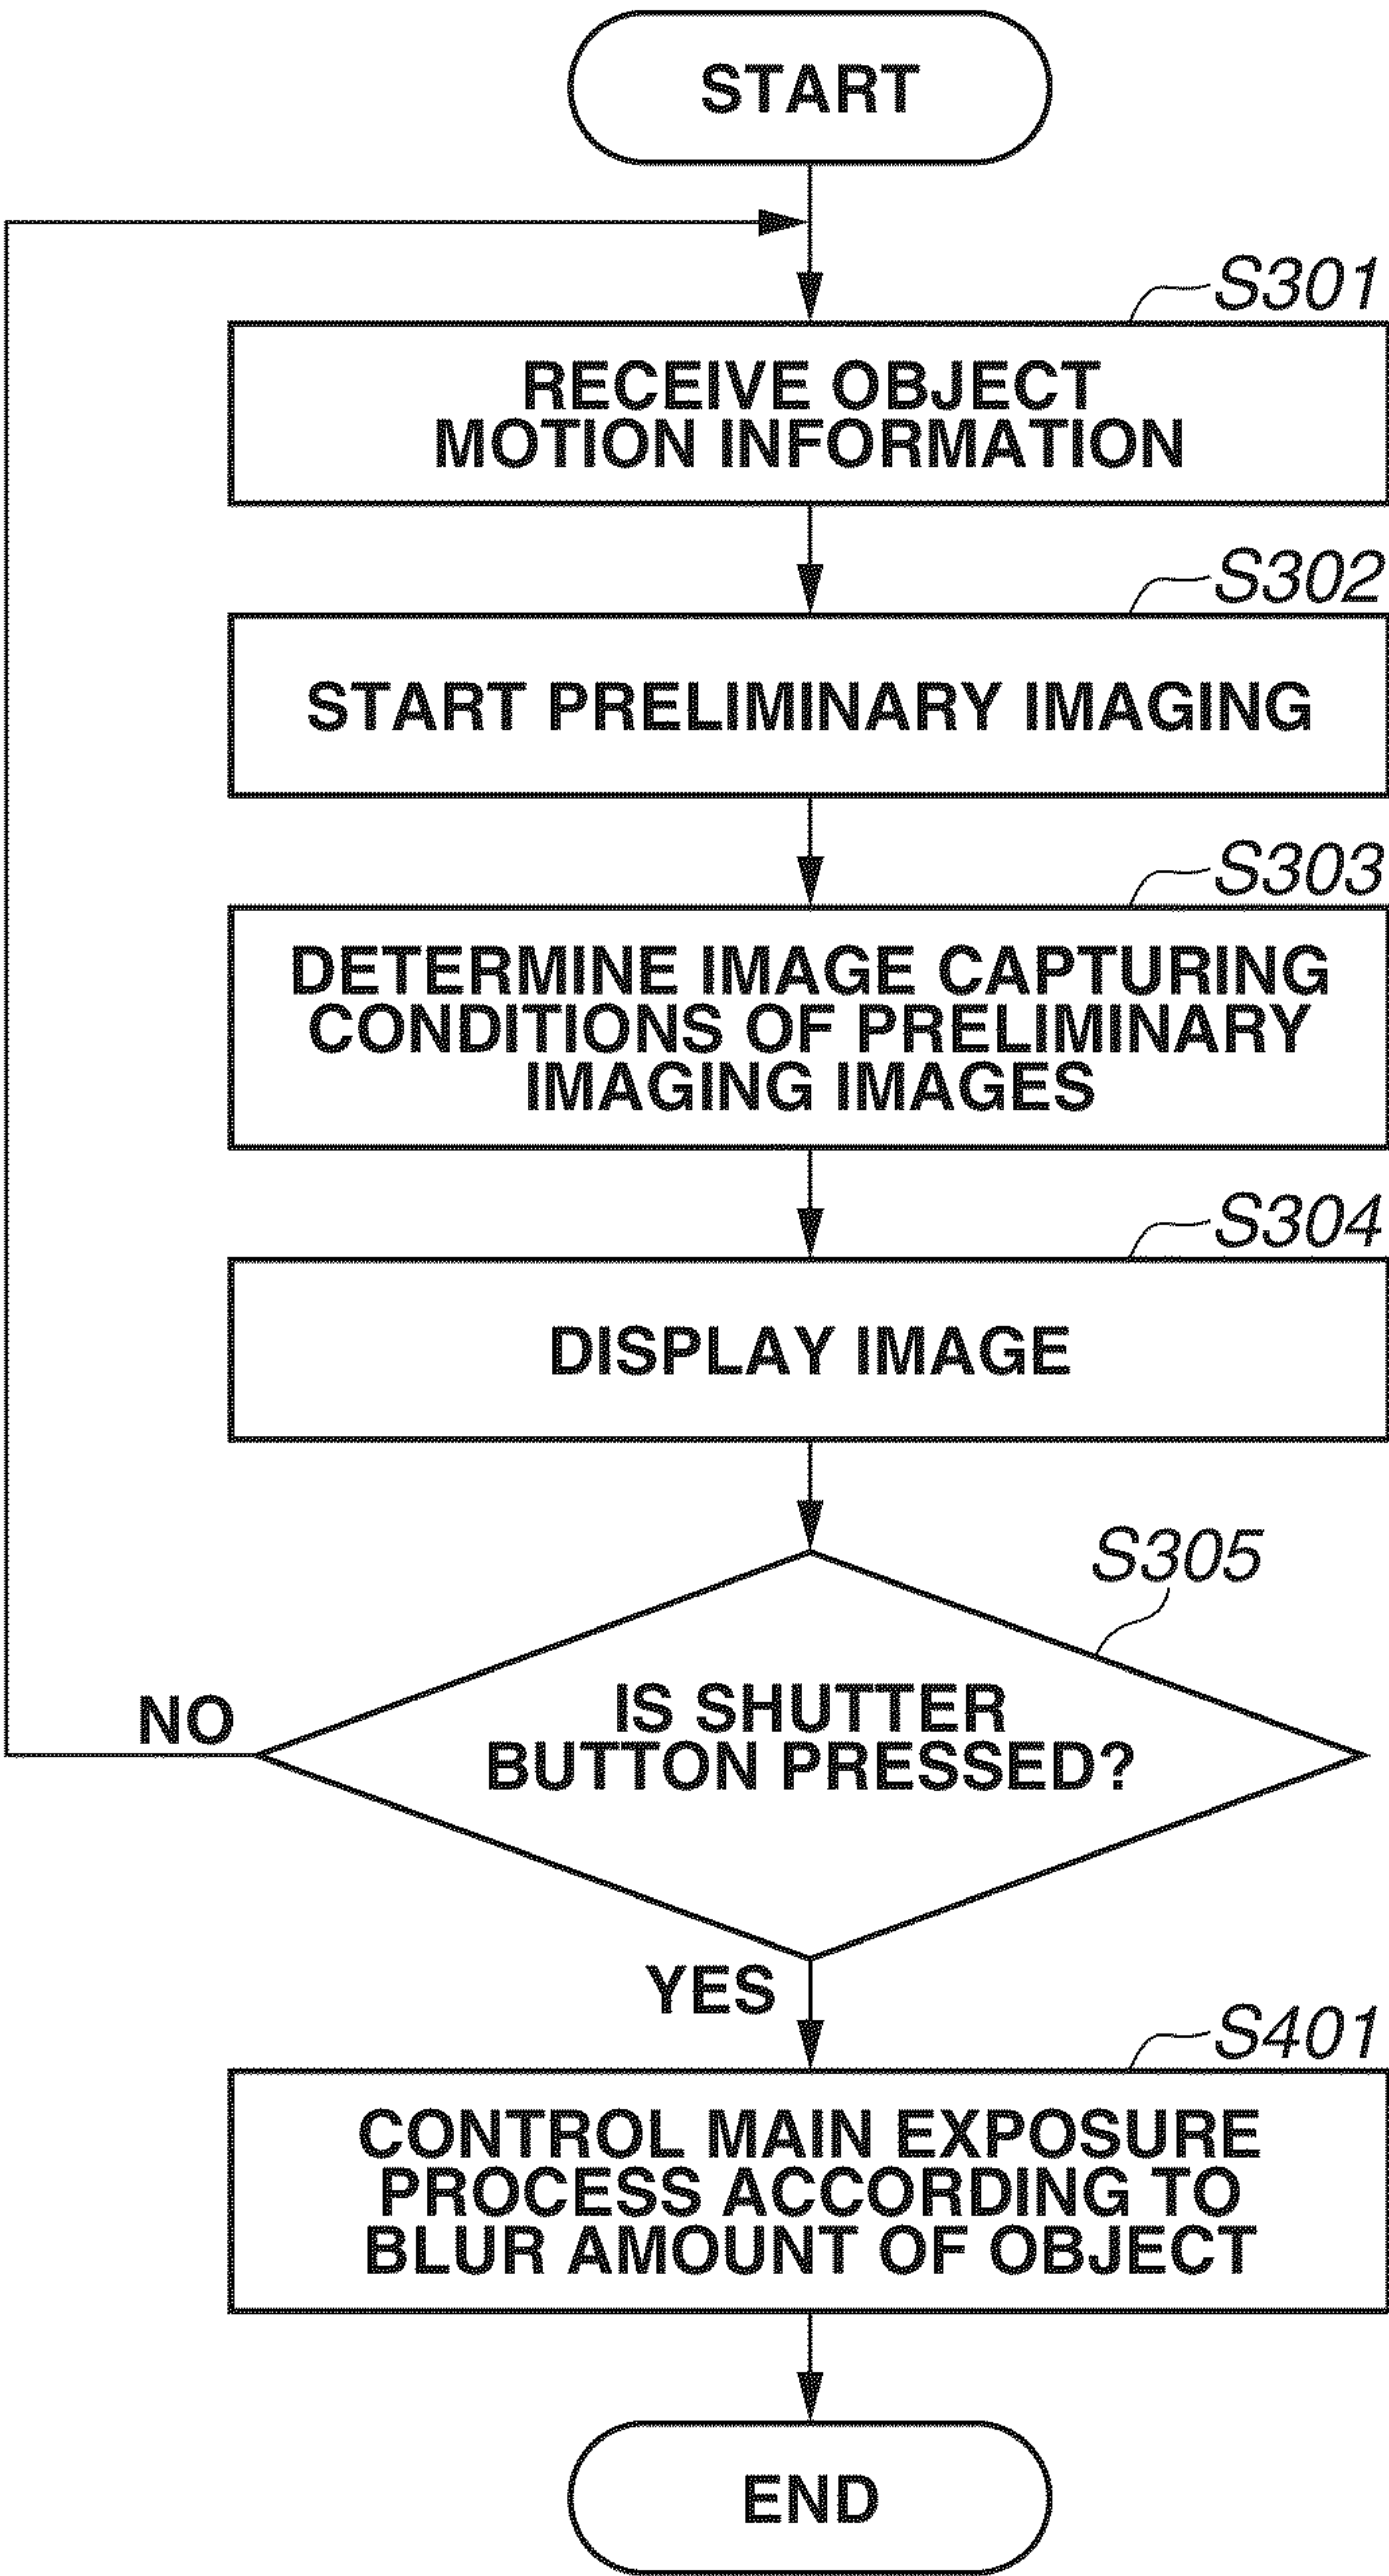 START
S301
RECEIVE OBJECT
MOTION INFORMATION
S302
START PRELIMINARY IMAGING
S303
DETERMINE IMAGE CAPTURING
CONDITIONS OF PRELIMINARY
IMAGING IMAGES
S304
DISPLAY IMAGE
S305
IS SHUTTER
BUTTON PRESSED?
NO
YES
S401
CONTROL MAIN EXPOSURE
PROCESS ACCORDING TO
BLUR AMOUNT OF OBJECT
END